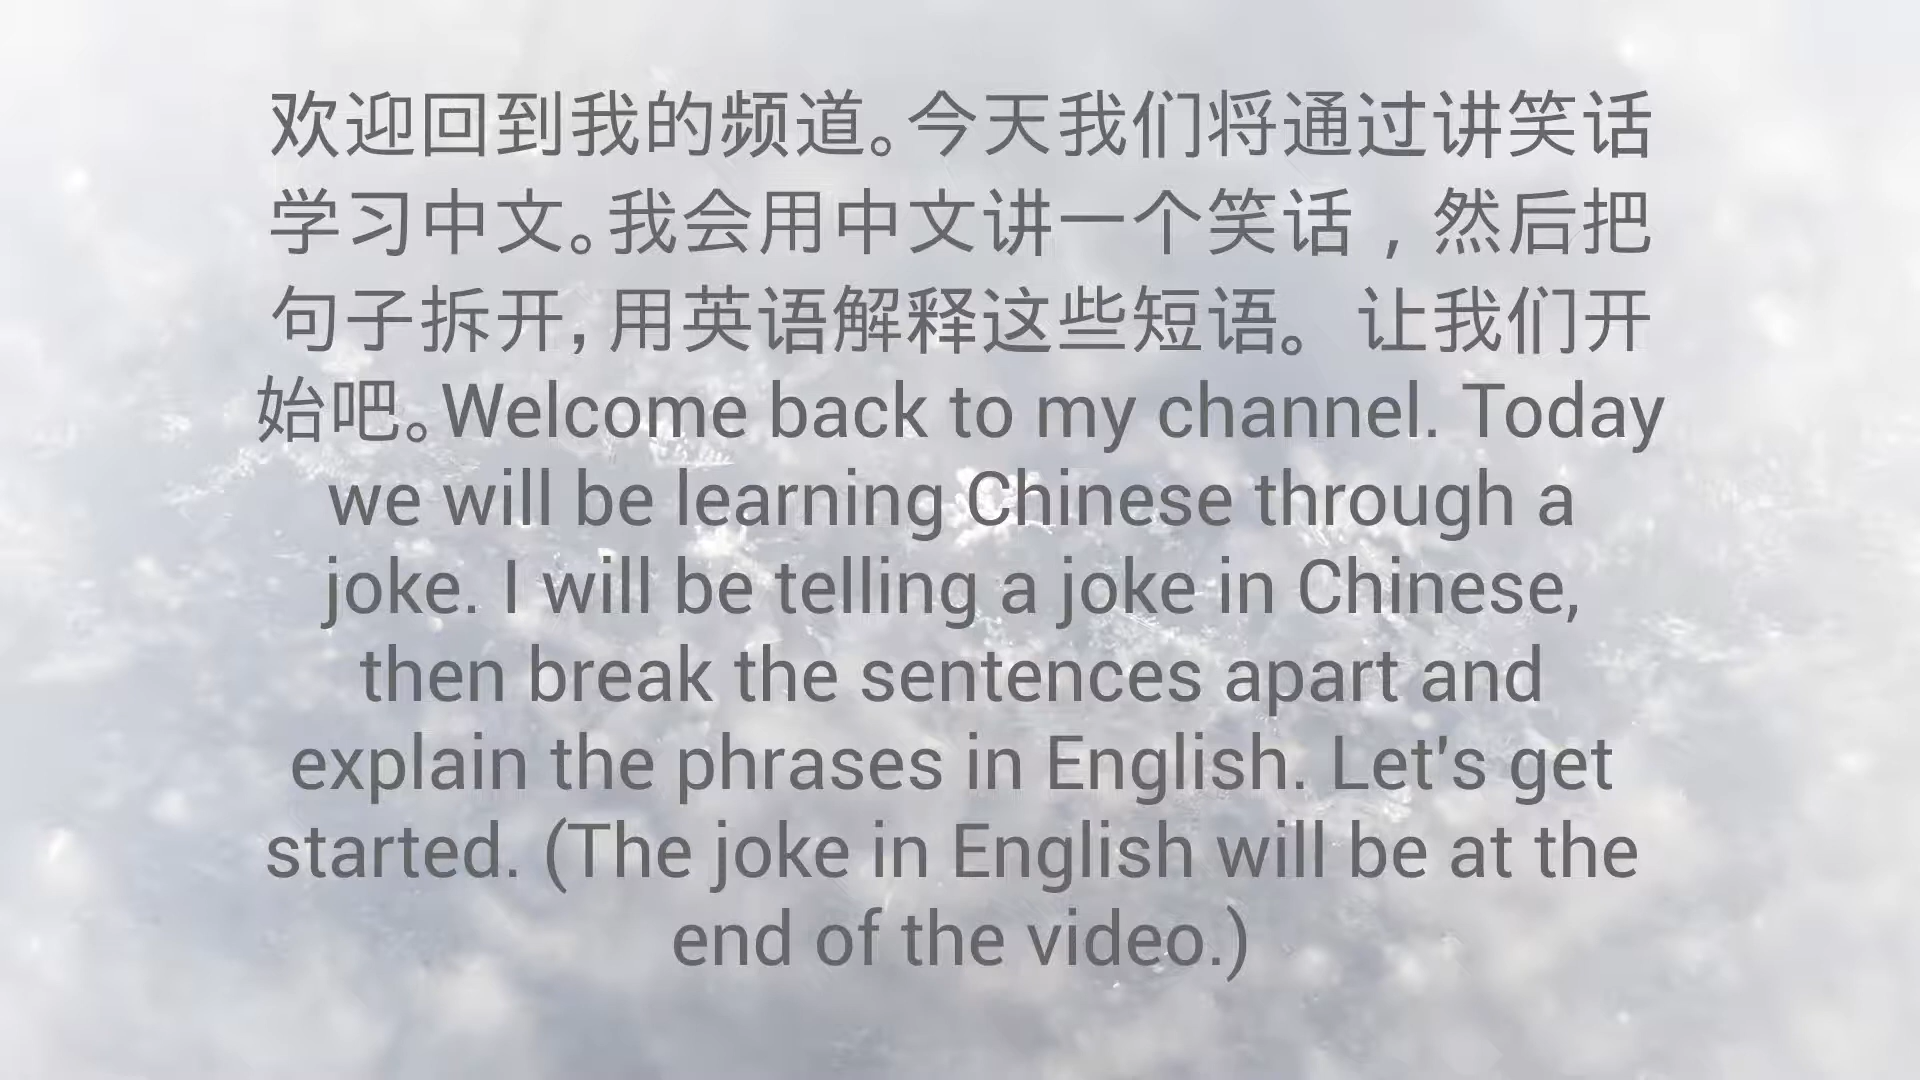 欢迎回到我的频道。今天我们将通过讲笑话
学习中文。我会用中文讲一个笑话，然后把
句子拆开,用英语解释这些短语。 让我们开
始吧。Welcome back to my channel. Today
we will be learning Chinese through a
joke. I will be telling a joke in Chinese,
then break the sentences apart and
explain the phrases in English. Let's get
started. (The joke in English will be at the
end of the video.)